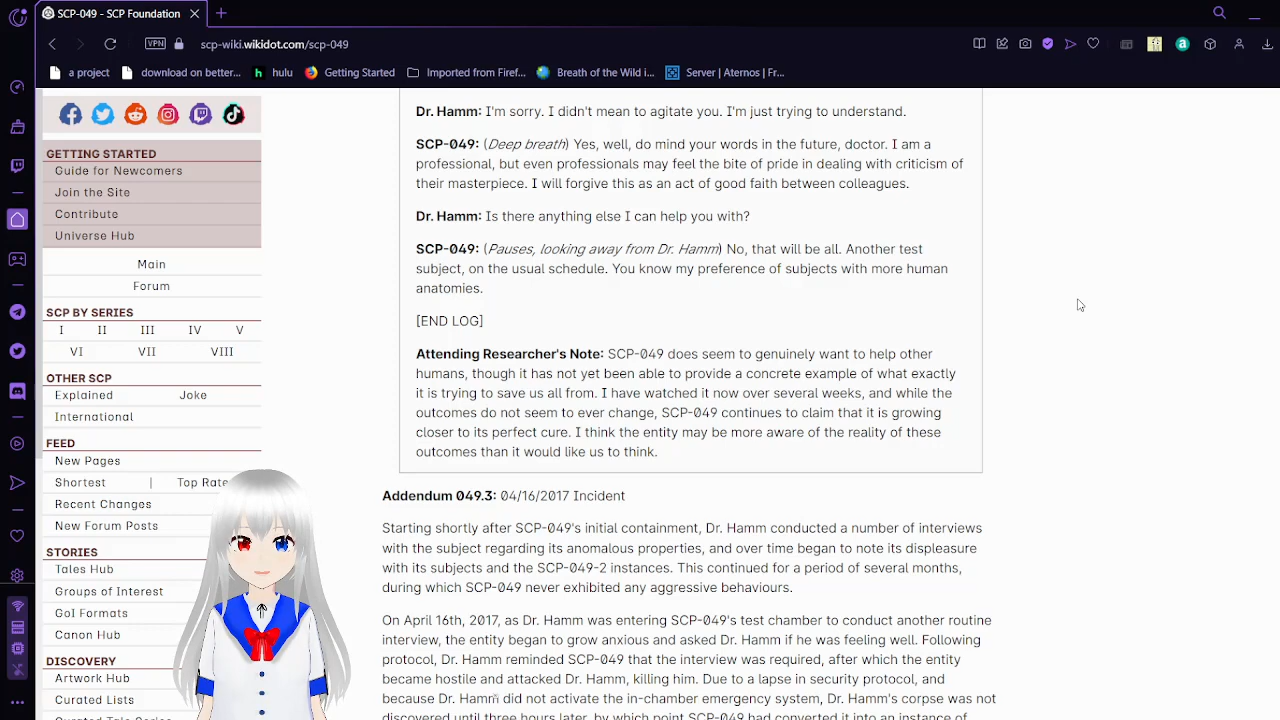 SCP-049 - SCP Foundation
VPN
scp-wiki.wikidot.com/scp-049
a project
download on better...
hulu
Getting Started
Imported from Firef...
Breath of the Wild i...
Server | Aternos | Fr...
GETTING STARTED
Guide for Newcomers
Join the Site
Contribute
Universe Hub
Main
Forum
SCP BY SERIES
I II III IV V
VI VII VIII
OTHER SCP
Explained Joke
International
FEED
New Pages
Shortest | Top Rate
Recent Changes
New Forum Posts
STORIES
Tales Hub
Groups of Interest
GoI Formats
Canon Hub
DISCOVERY
Artwork Hub
Curated Lists
Curated Tale Series
Dr. Hamm: I'm sorry. I didn't mean to agitate you. I'm just trying to understand.
SCP-049: (Deep breath) Yes, well, do mind your words in the future, doctor. I am a
professional, but even professionals may feel the bite of pride in dealing with criticism of
their masterpiece. I will forgive this as an act of good faith between colleagues.
Dr. Hamm: Is there anything else I can help you with?
SCP-049: (Pauses, looking away from Dr. Hamm) No, that will be all. Another test
subject, on the usual schedule. You know my preference of subjects with more human
anatomies.
[END LOG]
Attending Researcher's Note: SCP-049 does seem to genuinely want to help other
humans, though it has not yet been able to provide a concrete example of what exactly
it is trying to save us all from. I have watched it now over several weeks, and while the
outcomes do not seem to ever change, SCP-049 continues to claim that it is growing
closer to its perfect cure. I think the entity may be more aware of the reality of these
outcomes than it would like us to think.
Addendum 049.3: 04/16/2017 Incident
Starting shortly after SCP-049's initial containment, Dr. Hamm conducted a number of interviews
with the subject regarding its anomalous properties, and over time began to note its displeasure
with its subjects and the SCP-049-2 instances. This continued for a period of several months,
during which SCP-049 never exhibited any aggressive behaviours.
On April 16th, 2017, as Dr. Hamm was entering SCP-049's test chamber to conduct another routine
interview, the entity began to grow anxious and asked Dr. Hamm if he was feeling well. Following
protocol, Dr. Hamm reminded SCP-049 that the interview was required, after which the entity
became hostile and attacked Dr. Hamm, killing him. Due to a lapse in security protocol, and
because Dr. Hamm did not activate the in-chamber emergency system, Dr. Hamm's corpse was not
discovered until three hours later, by which point SCP-049 had converted it into an instance of